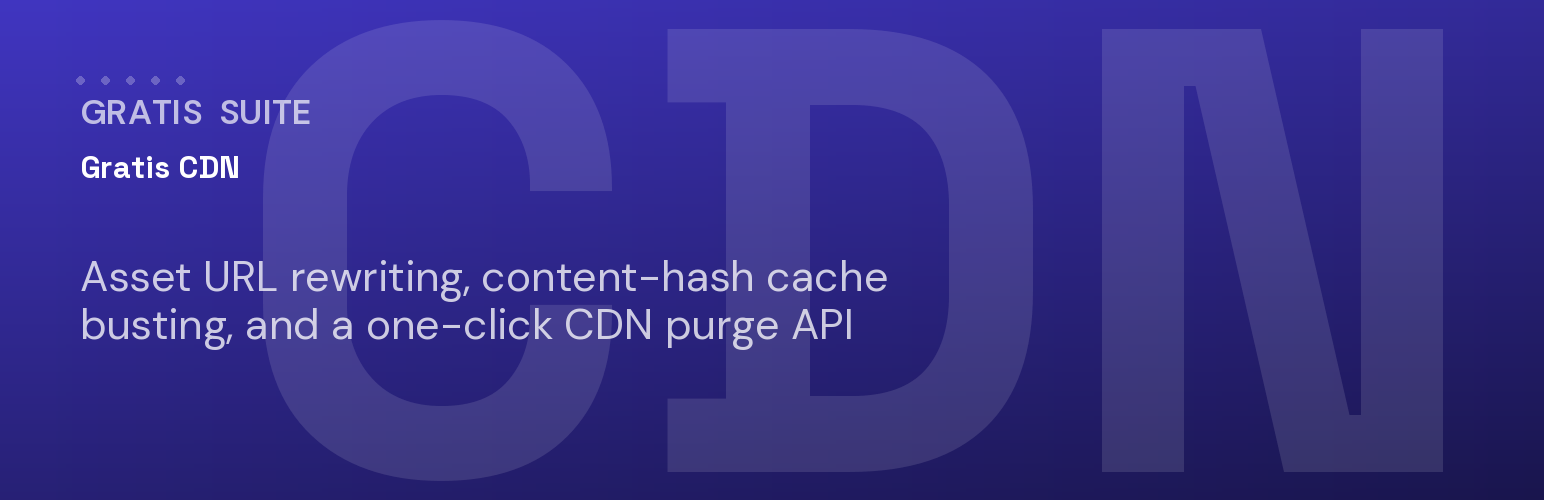 GRATIS SUITE
Gratis CDN
Asset URL rewriting, content-hash cache
busting, and a one-click CDN purge API
CDN